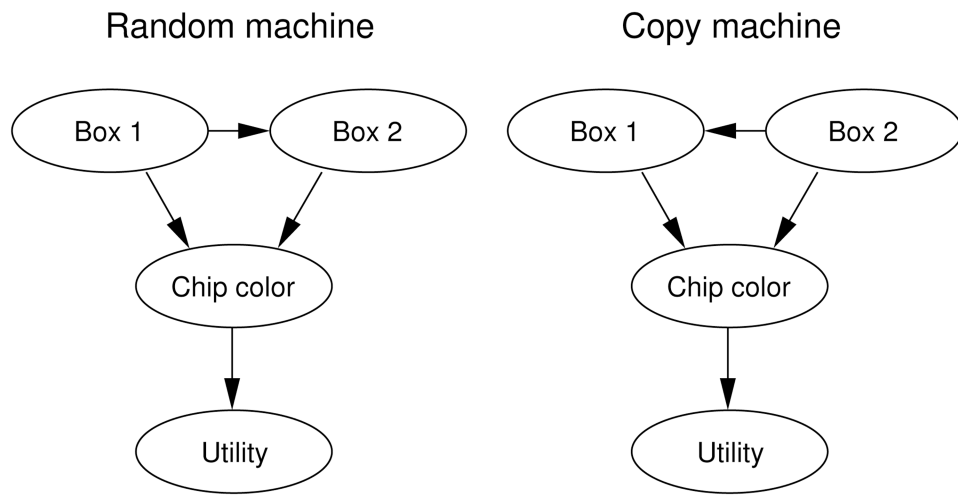 Random machine
Copy machine
Box 1
Box 2
Box 1
Box 2
Chip color
Chip color
Utility
Utility